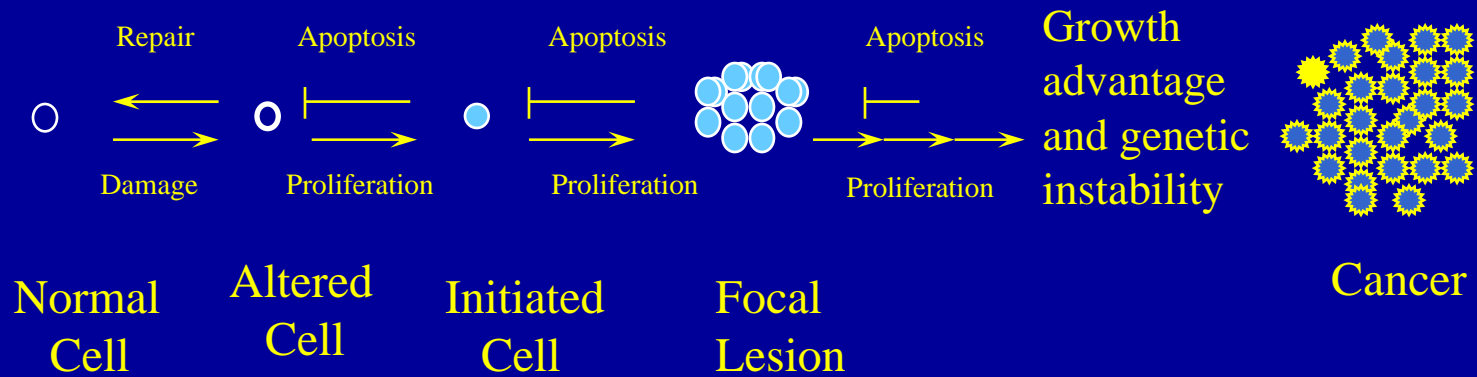 Repair
Apoptosis
Apoptosis
Apoptosis
Growth
advantage
and genetic
instability
Damage
Proliferation
Proliferation
Proliferation
Normal
Cell
Altered
Cell
Initiated
Cell
Focal
Lesion
Cancer